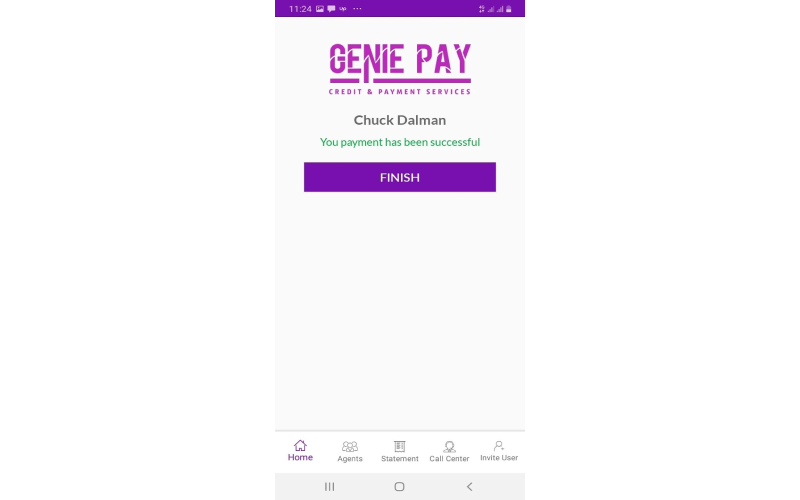 11:24 Up
GENIE PAY
CREDIT & PAYMENT SERVICES
Chuck Dalman
You payment has been successful
FINISH
Home Agents Statement Call Center Invite User